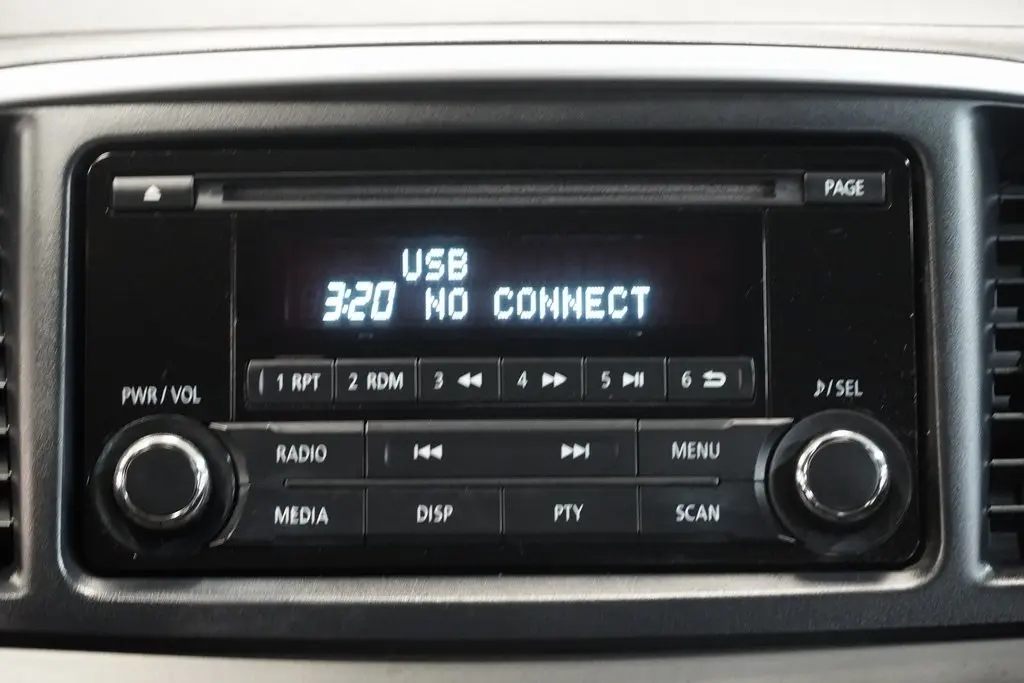 PAGE
USB
3:20 NO CONNECT
1 RPT 2 RDM 3 4 5 6
PWR / VOL
♪/ SEL
RADIO MENU
MEDIA DISP PTY SCAN